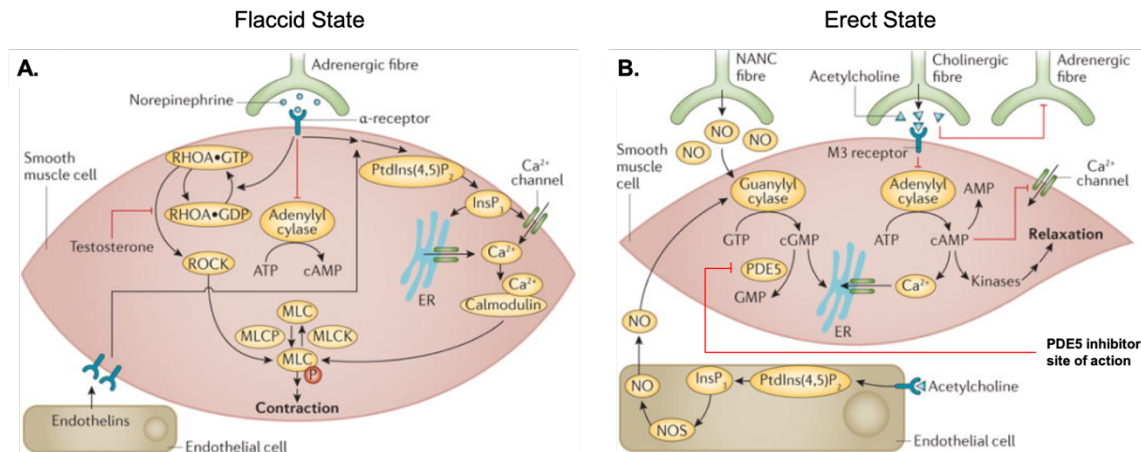 Flaccid State
Erect State
A.
Adrenergic fibre
Norepinephrine
α-receptor
Smooth
muscle cell
RHOA•GTP
RHOA•GDP
Testosterone
ROCK
Adenylyl
cyclase
ATP
cAMP
PtdIns(4,5)P₂
InsP₃
Ca²⁺
channel
ER
Ca²⁺
Ca²⁺
Calmodulin
MLC
MLCP
MLCK
MLC
P
Contraction
Endothelins
Endothelial cell
B.
NANC
fibre
Cholinergic
fibre
Adrenergic
fibre
Acetylcholine
NO
NO
NO
M3 receptor
Smooth
muscle
cell
Guanylyl
cyclase
Adenylyl
cyclase
AMP
Ca²⁺
channel
GTP
cGMP
ATP
cAMP
Relaxation
PDE5
GMP
ER
Ca²⁺
Kinases
NO
PDE5 inhibitor
site of action
NO
InsP₃
PtdIns(4,5)P₂
Acetylcholine
NOS
Endothelial cell